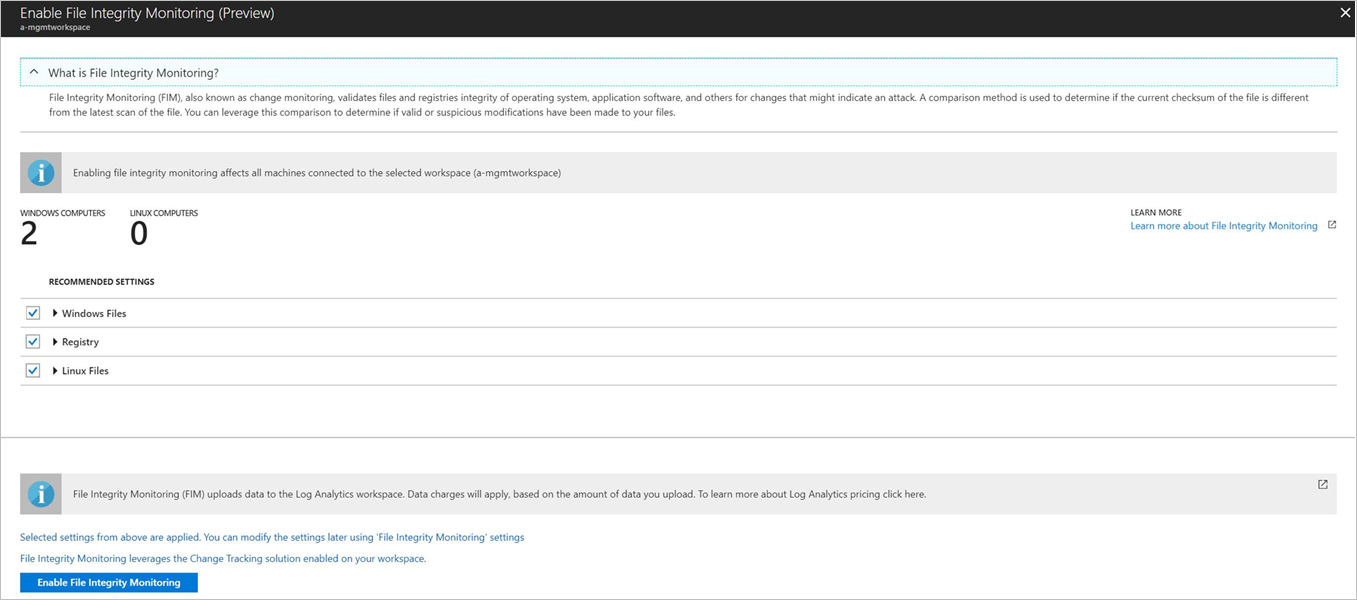 Enable File Integrity Monitoring (Preview)
a-mgmtworkspace
What is File Integrity Monitoring?
File Integrity Monitoring (FIM), also known as change monitoring, validates files and registries integrity of operating system, application software, and others for changes that might indicate an attack. A comparison method is used to determine if the current checksum of the file is different
from the latest scan of the file. You can leverage this comparison to determine if valid or suspicious modifications have been made to your files.
Enabling file integrity monitoring affects all machines connected to the selected workspace (a-mgmtworkspace)
WINDOWS COMPUTERS
2
LINUX COMPUTERS
0
LEARN MORE
Learn more about File Integrity Monitoring
RECOMMENDED SETTINGS
Windows Files
Registry
Linux Files
File Integrity Monitoring (FIM) uploads data to the Log Analytics workspace. Data charges will apply, based on the amount of data you upload. To learn more about Log Analytics pricing click here.
Selected settings from above are applied. You can modify the settings later using 'File Integrity Monitoring' settings
File Integrity Monitoring leverages the Change Tracking solution enabled on your workspace.
Enable File Integrity Monitoring